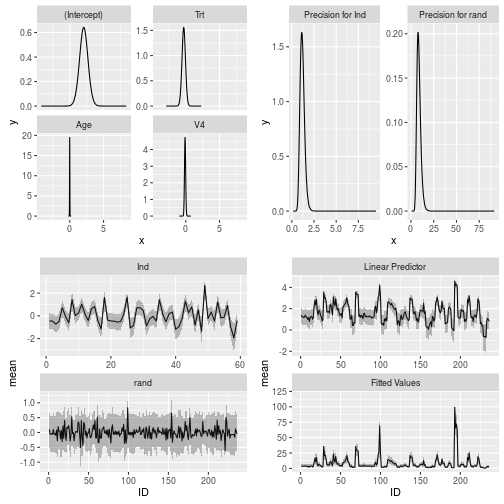 (Intercept) Trt
0.6
0.4
0.2
0.0
1.5
1.0
0.5
0.0
Age V4
20
15
10
5
0
4
3
2
1
0
0 5 0 5
y
x
Precision for Ind Precision for rand
1.5
1.0
0.5
0.0
0.20
0.15
0.10
0.05
0.00
0.0 2.5 5.0 7.5 0 25 50 75
y
x
Ind
2
0
-2
0 20 40 60
rand
1.0
0.5
0.0
-0.5
-1.0
0 50 100 150 200
mean
ID
Linear Predictor
4
2
0
-2
0 50 100 150 200
Fitted Values
125
100
75
50
25
0
0 50 100 150 200
mean
ID